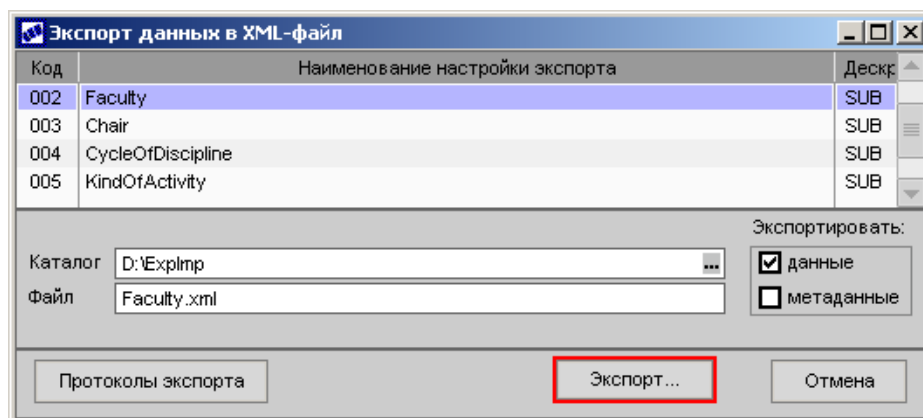 Экспорт данных в XML-файл
Код Наименование настройки экспорта Дескр
002 Faculty SUB
003 Chair SUB
004 CycleOfDiscipline SUB
005 KindOfActivity SUB
Экспортировать:
Каталог D:\ExpImp ... данные
Файл Faculty.xml метаданные
Протоколы экспорта Экспорт... Отмена